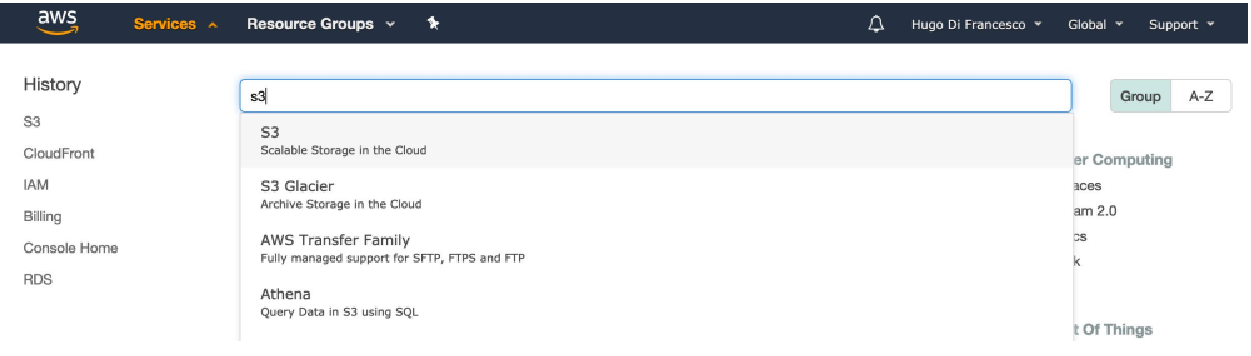 aws Services Resource Groups Hugo Di Francesco Global Support
History
S3
CloudFront
IAM
Billing
Console Home
RDS
s3
Group A-Z
S3
Scalable Storage in the Cloud
S3 Glacier
Archive Storage in the Cloud
AWS Transfer Family
Fully managed support for SFTP, FTPS and FTP
Athena
Query Data in S3 using SQL
er Computing
aces
am 2.0
cs
k
t Of Things